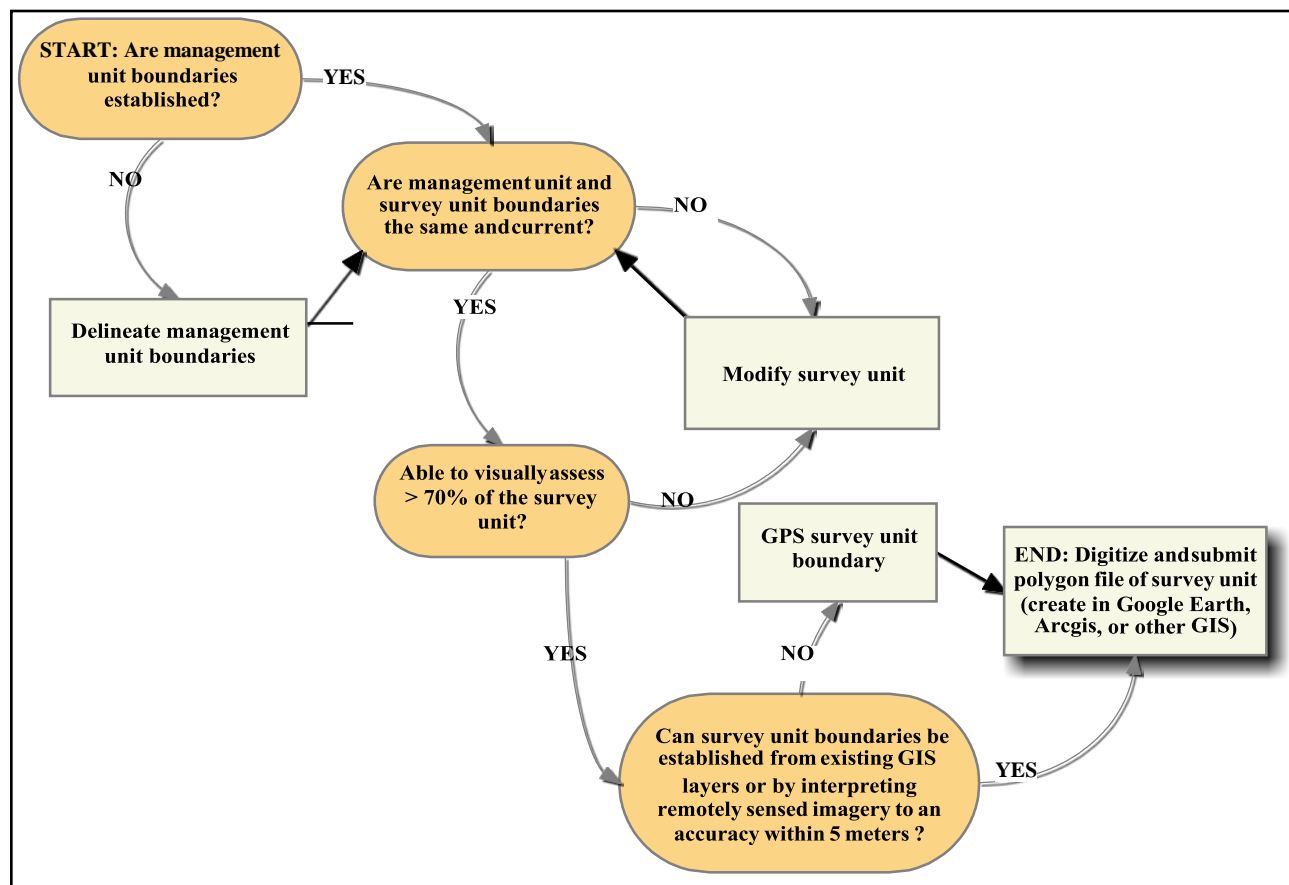 START: Are management
unit boundaries
established?
YES
NO
Are management unit and
survey unit boundaries
the same and current?
NO
Delineate management
unit boundaries
YES
Modify survey unit
Able to visually assess
> 70% of the survey
unit?
NO
GPS survey unit
boundary
END: Digitize and submit
polygon file of survey unit
(create in Google Earth,
Arcgis, or other GIS)
YES
NO
Can survey unit boundaries be
established from existing GIS
layers or by interpreting
remotely sensed imagery to an
accuracy within 5 meters ?
YES